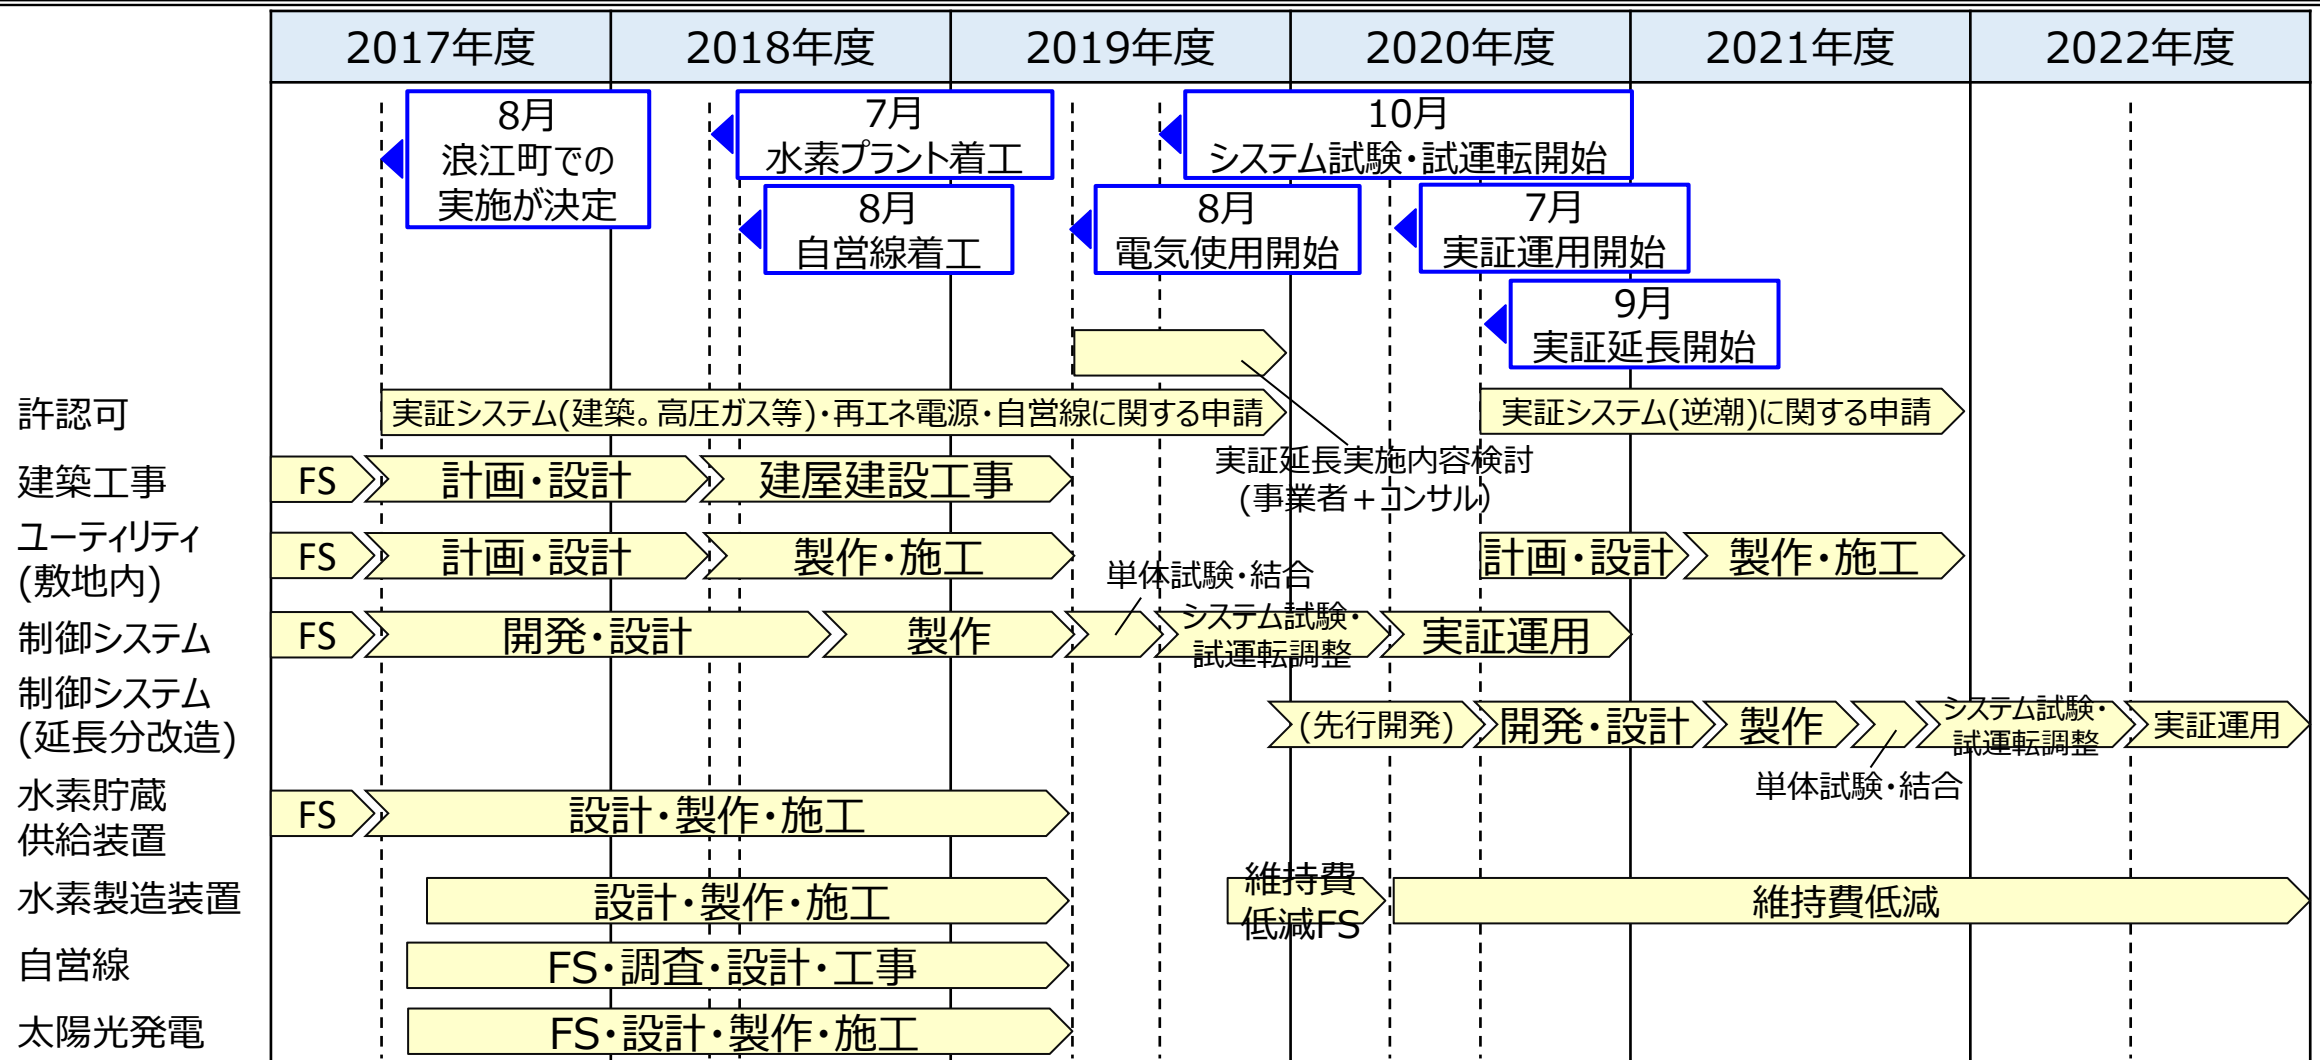 2017年度
2018年度
2019年度
2020年度
2021年度
2022年度
8月
浪江町での
実施が決定
7月
水素プラント着工
8月
自営線着工
10月
システム試験・試運転開始
8月
電気使用開始
7月
実証運用開始
9月
実証延長開始
許認可
実証システム(建築。高圧ガス等)・再エネ電源・自営線に関する申請
実証システム(逆潮)に関する申請
実証延長実施内容検討
(事業者+コンサル)
建築工事
FS
計画・設計
建屋建設工事
ユーティリティ
(敷地内)
FS
計画・設計
製作・施工
計画・設計
製作・施工
制御システム
FS
開発・設計
製作
単体試験・結合
システム試験・
試運転調整
実証運用
制御システム
(延長分改造)
(先行開発)
開発・設計
製作
単体試験・結合
システム試験・
試運転調整
実証運用
水素貯蔵
供給装置
FS
設計・製作・施工
水素製造装置
設計・製作・施工
維持費
低減FS
維持費低減
自営線
FS・調査・設計・工事
太陽光発電
FS・設計・製作・施工